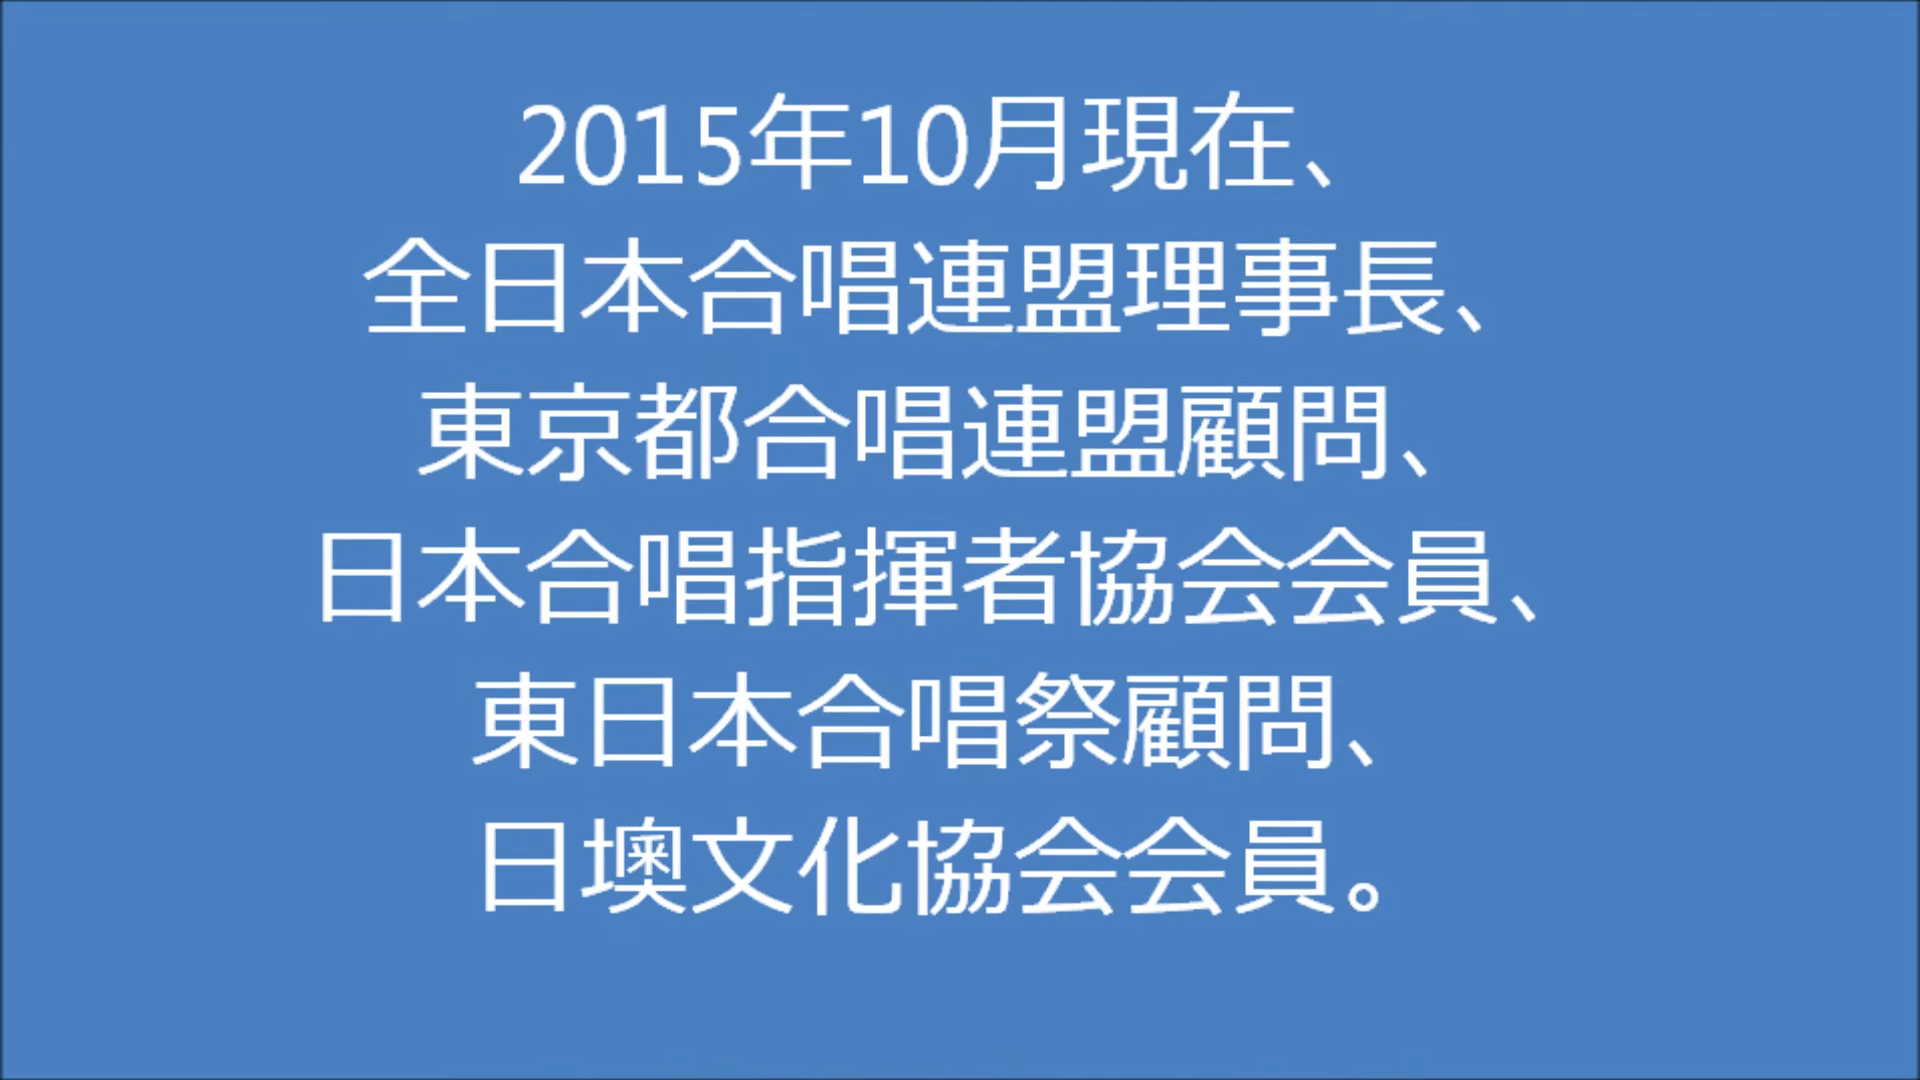 2015年10月現在、
全日本合唱連盟理事長、
東京都合唱連盟顧問、
日本合唱指揮者協会会員、
東日本合唱祭顧問、
日墺文化協会会員。